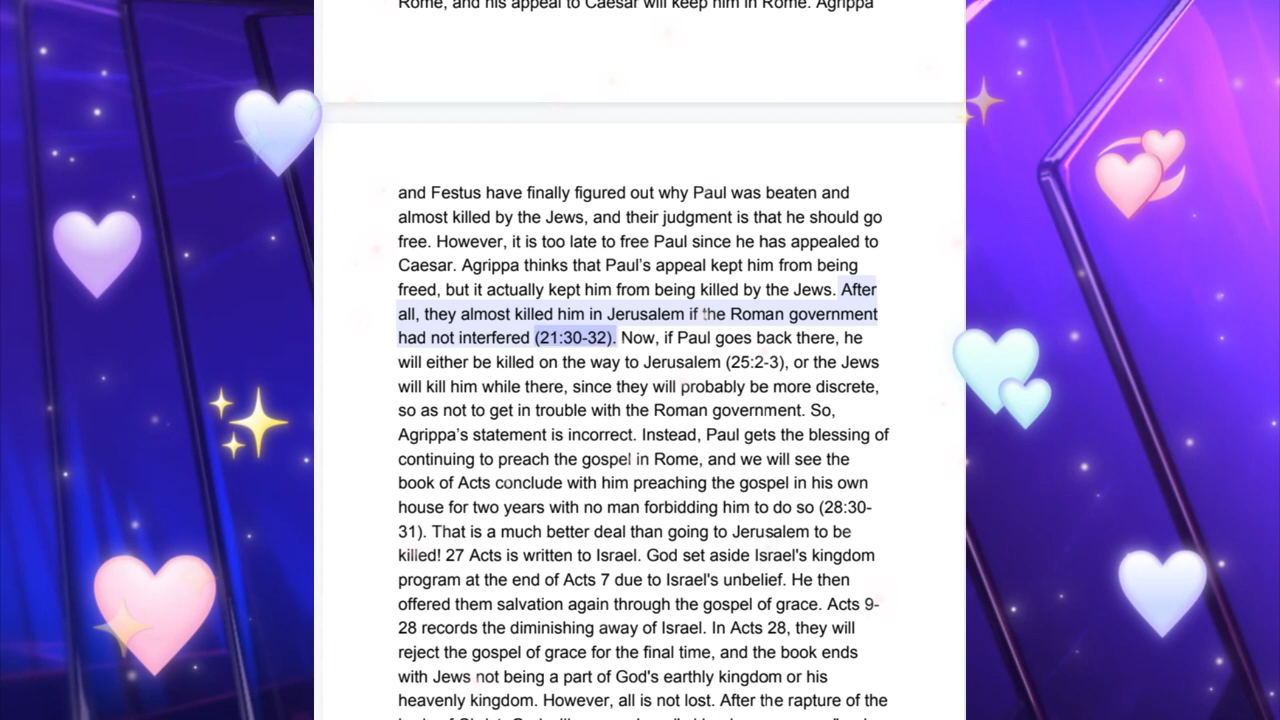 Rome, and his appeal to Caesar will keep him in Rome. Agrippa
and Festus have finally figured out why Paul was beaten and
almost killed by the Jews, and their judgment is that he should go
free. However, it is too late to free Paul since he has appealed to
Caesar. Agrippa thinks that Paul’s appeal kept him from being
freed, but it actually kept him from being killed by the Jews. After
all, they almost killed him in Jerusalem if the Roman government
had not interfered (21:30-32). Now, if Paul goes back there, he
will either be killed on the way to Jerusalem (25:2-3), or the Jews
will kill him while there, since they will probably be more discrete,
so as not to get in trouble with the Roman government. So,
Agrippa’s statement is incorrect. Instead, Paul gets the blessing of
continuing to preach the gospel in Rome, and we will see the
book of Acts conclude with him preaching the gospel in his own
house for two years with no man forbidding him to do so (28:30-
31). That is a much better deal than going to Jerusalem to be
killed! 27 Acts is written to Israel. God set aside Israel's kingdom
program at the end of Acts 7 due to Israel's unbelief. He then
offered them salvation again through the gospel of grace. Acts 9-
28 records the diminishing away of Israel. In Acts 28, they will
reject the gospel of grace for the final time, and the book ends
with Jews not being a part of God's earthly kingdom or his
heavenly kingdom. However, all is not lost. After the rapture of the